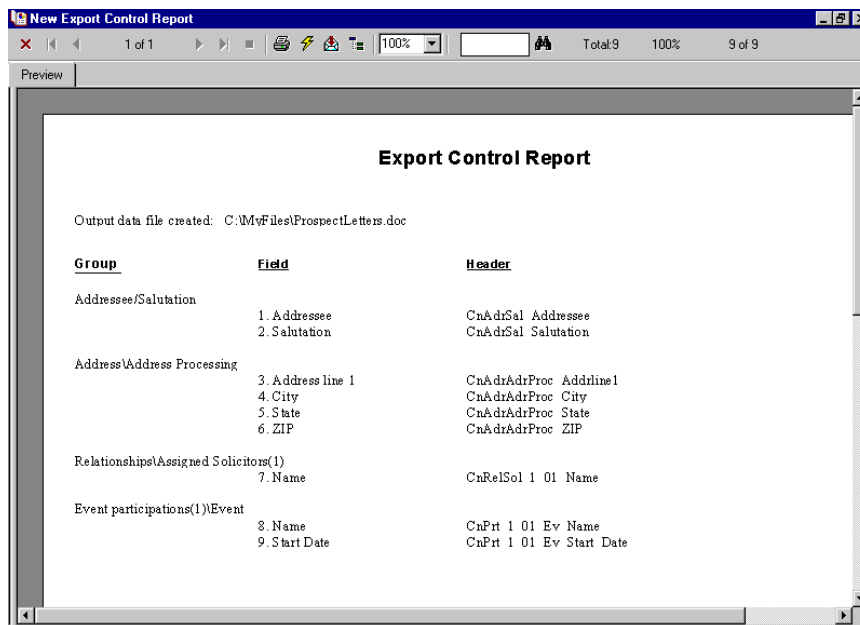 New Export Control Report
1 of 1 100% Total:9 100% 9 of 9
Preview
Export Control Report
Output data file created: C:\MyFiles\ProspectLetters.doc
Group Field Header
Addressee/Salutation
1. Addressee CnAdrSal Addressee
2. Salutation CnAdrSal Salutation
Address\Address Processing
3. Address line 1 CnAdrAdrProc Addrline1
4. City CnAdrAdrProc City
5. State CnAdrAdrProc State
6. ZIP CnAdrAdrProc ZIP
Relationships\Assigned Solicitors(1)
7. Name CnRelSol 1 01 Name
Event participations(1)\Event
8. Name CnPrt 1 01 Ev Name
9. Start Date CnPrt 1 01 Ev Start Date